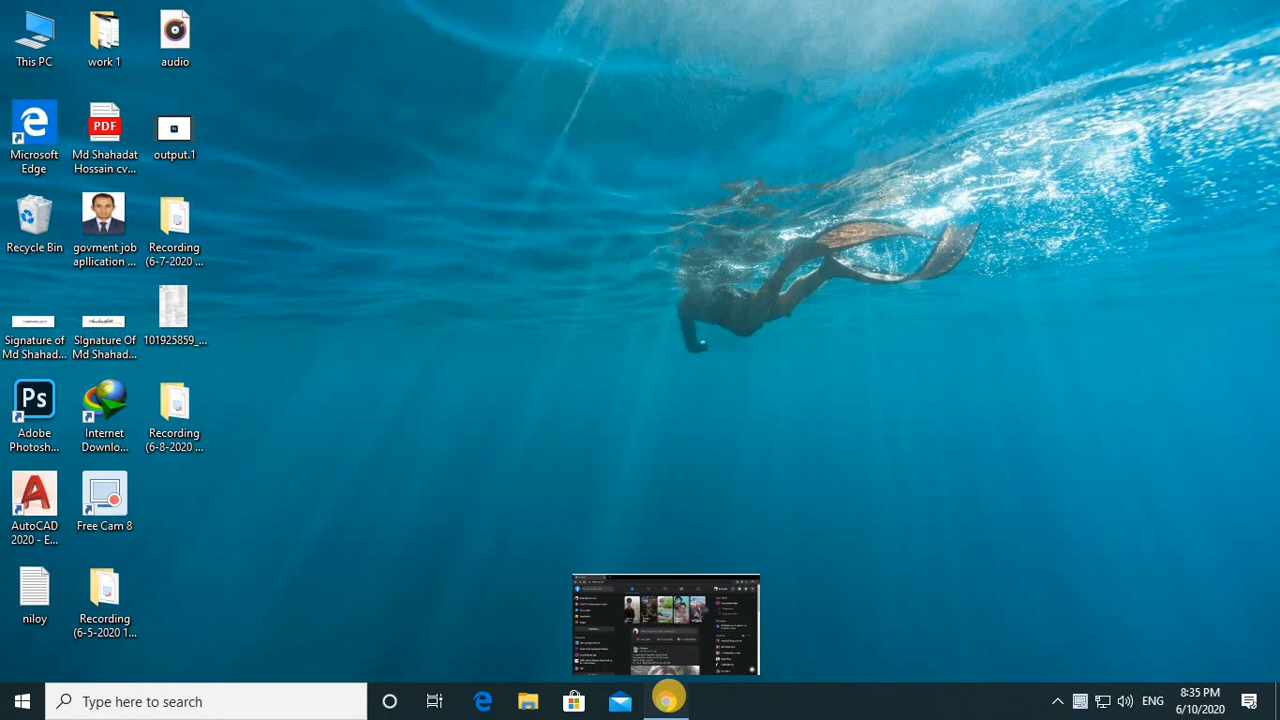 This PC
work 1
audio
Microsoft
Edge
PDF
Md Shahadat
Hossain cv...
output.1
Recycle Bin
govment job
apllication ...
Recording
(6-7-2020 ...
Signature of
Md Shahad...
SIgnature Of
Md Shahad...
101925859_...
Ps
Adobe
Photosh...
Internet
Downlo...
Recording
(6-8-2020 ...
AutoCAD
2020 - E...
Free Cam 8
Recording
(6-5-2020 1...
Type here to search
ENG
8:35 PM
6/10/2020